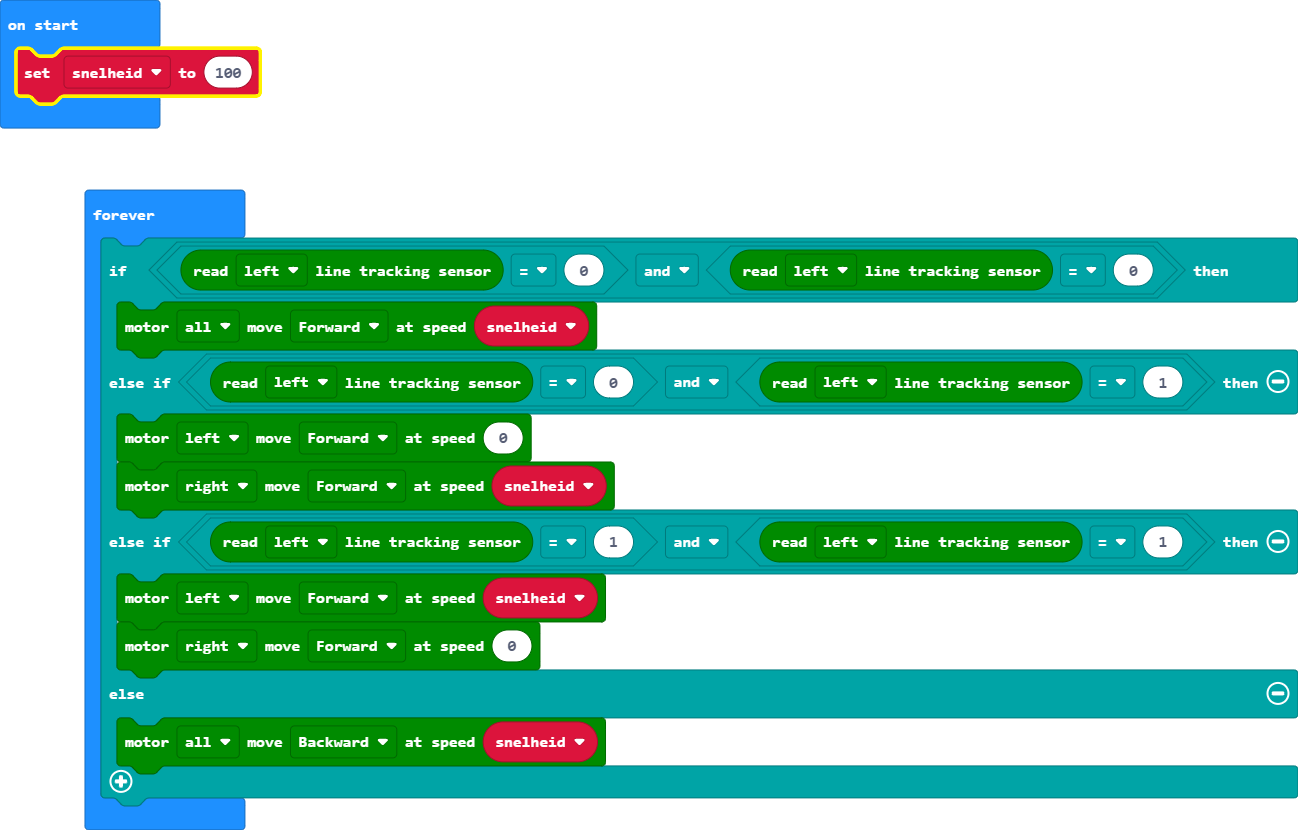 on start
set snelheid to 100
forever
if read left line tracking sensor = 0 and read left line tracking sensor = 0 then
motor all move Forward at speed snelheid
else if read left line tracking sensor = 0 and read left line tracking sensor = 1 then
motor left move Forward at speed 0
motor right move Forward at speed snelheid
else if read left line tracking sensor = 1 and read left line tracking sensor = 1 then
motor left move Forward at speed snelheid
motor right move Forward at speed 0
else
motor all move Backward at speed snelheid